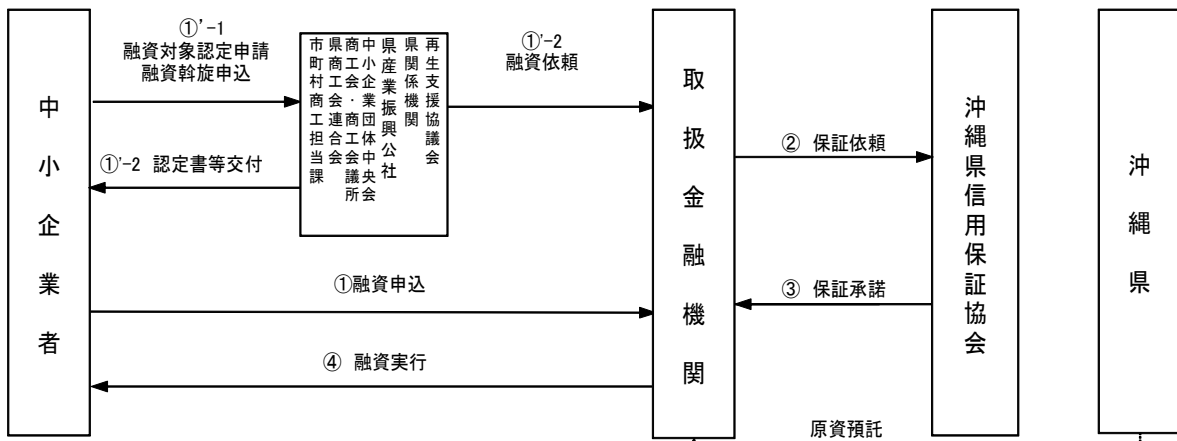 中小企業者
①’-1
融資対象認定申請
融資斡旋申込
①’-2 認定書等交付
再生支援協議会
県関係機関
県産業振興公社
中小企業団体中央会
商工会・商工会議所
県商工会連合会
市町村商工担当課
①’-2
融資依頼
①融資申込
④ 融資実行
取扱金融機関
② 保証依頼
③ 保証承諾
原資預託
沖縄県信用保証協会
沖縄県